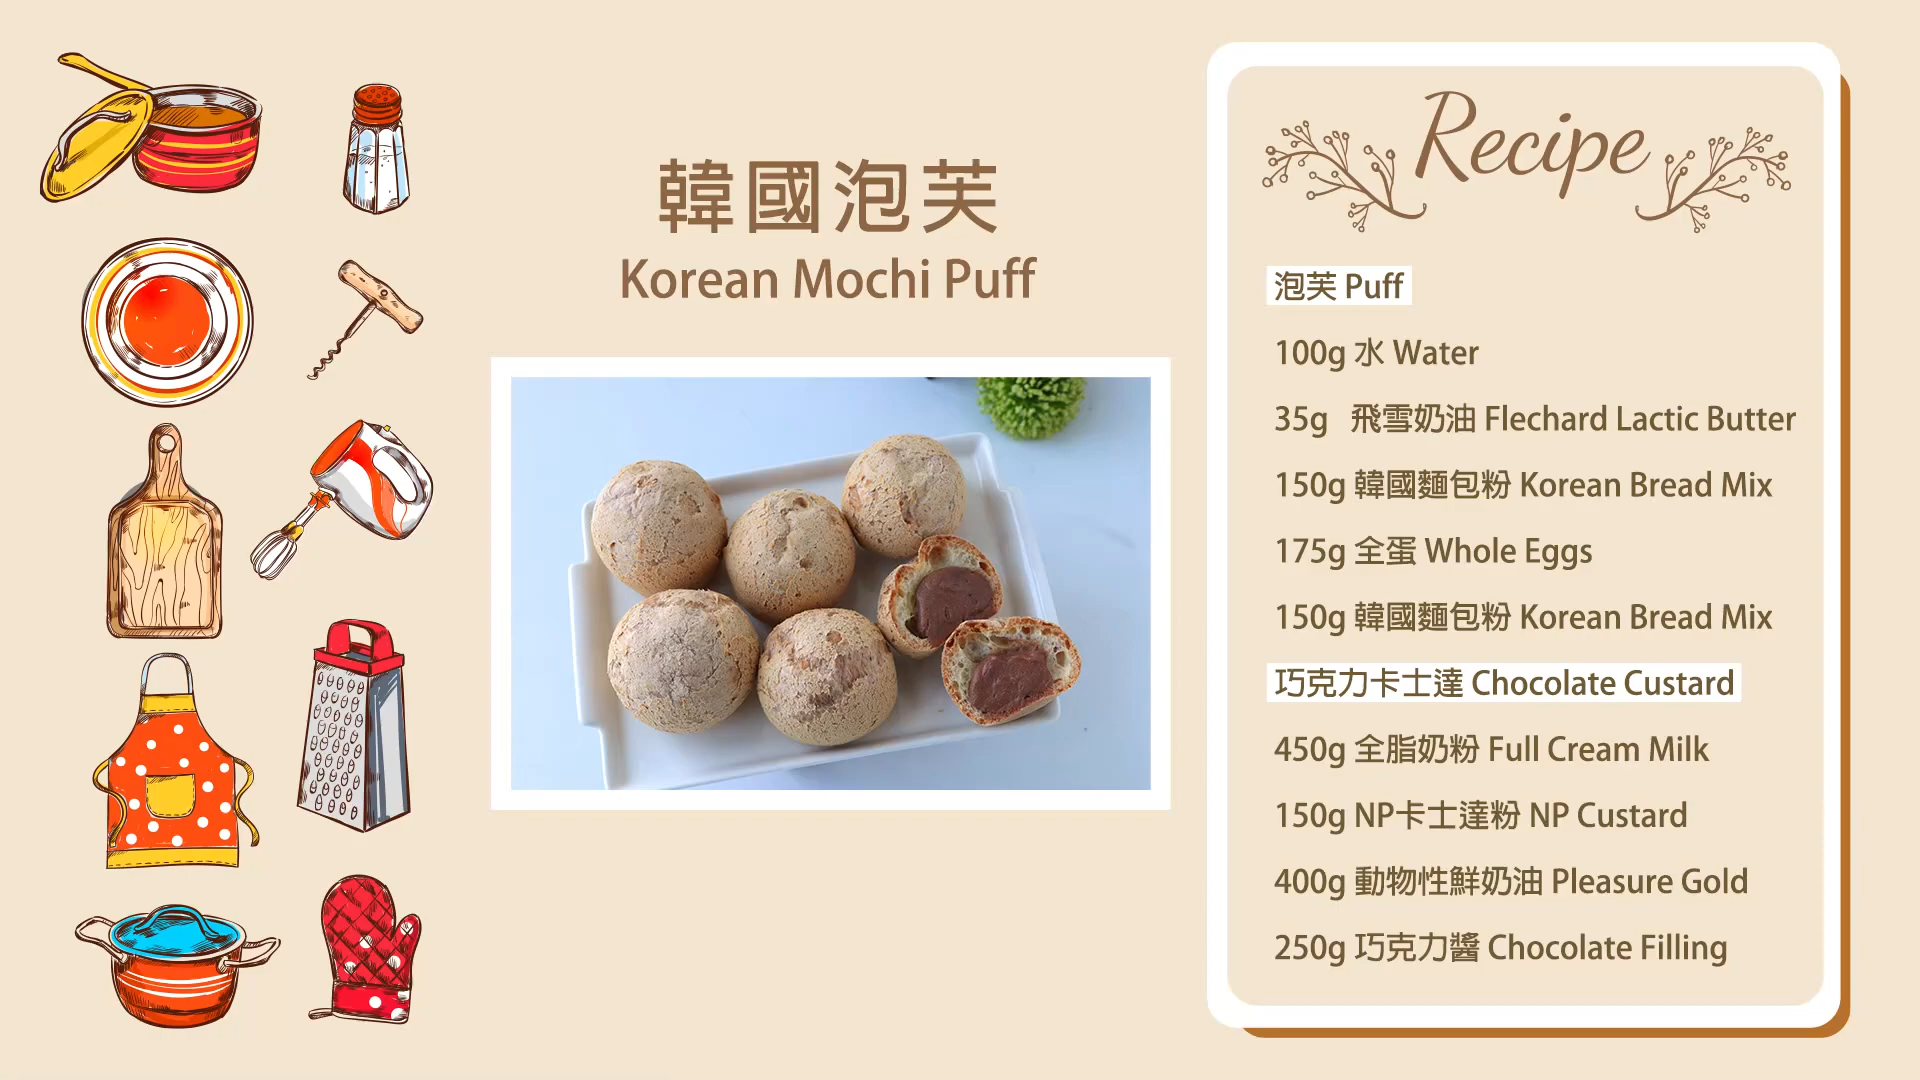 韓國泡芙
Korean Mochi Puff
Recipe
泡芙 Puff
100g 水 Water
35g 飛雪奶油 Flechard Lactic Butter
150g 韓國麵包粉 Korean Bread Mix
175g 全蛋 Whole Eggs
150g 韓國麵包粉 Korean Bread Mix
巧克力卡士達 Chocolate Custard
450g 全脂奶粉 Full Cream Milk
150g NP卡士達粉 NP Custard
400g 動物性鮮奶油 Pleasure Gold
250g 巧克力醬 Chocolate Filling